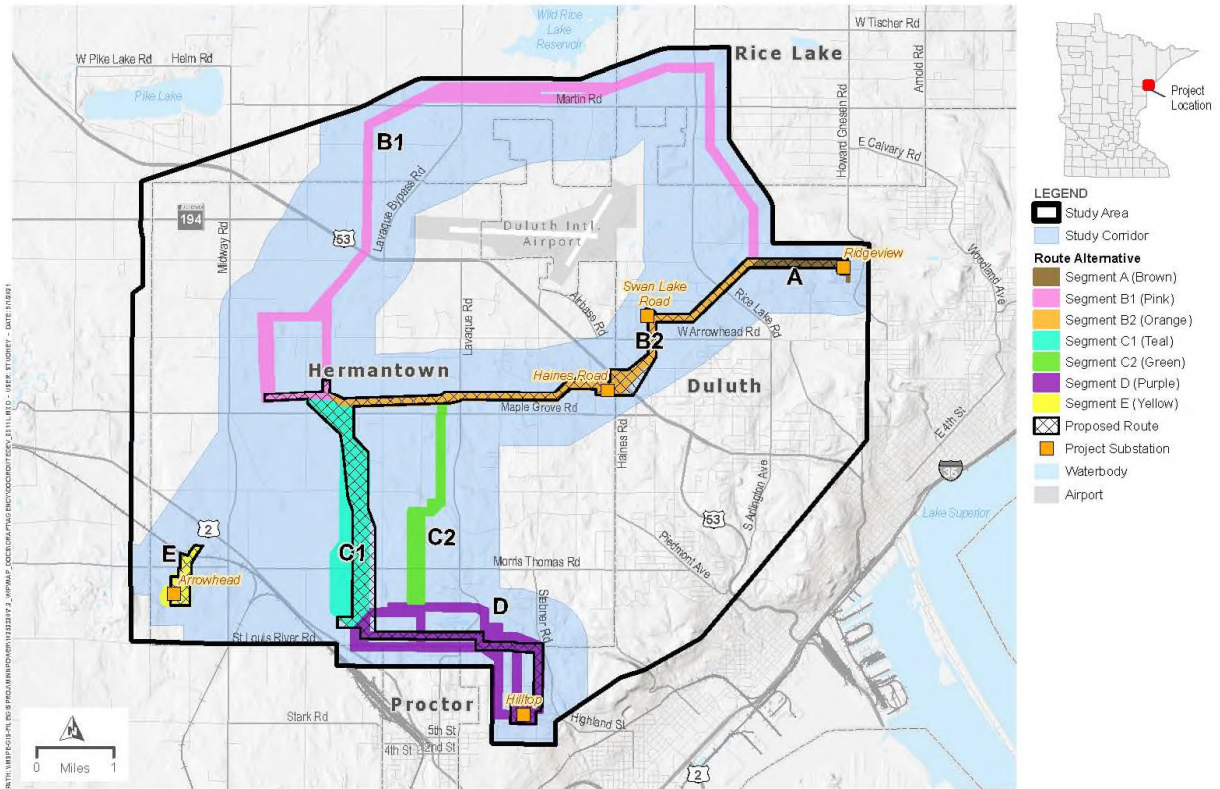 Wild Rice
Lake
Reservoir
W Tischer Rd
W Pike Lake Rd
Helm Rd
Rice Lake
Pike Lake
Martin Rd
Arnold Rd
Howard Gnesen Rd
E Calvary Rd
B1
Lavaque Bypass Rd
194
53
Midway Rd
Duluth Intl.
Airport
Woodland Ave
Ridgeview
A
Swan Lake
Road
Airbase Rd
Rice Lake Rd
Lavaque Rd
W Arrowhead Rd
B2
Hermantown
Haines Road
Duluth
Maple Grove Rd
Haines Rd
E 4th St
35
S Arlington Ave
53
Lake Superior
2
Piedmont Ave
E
C1
C2
Morris Thomas Rd
Arrowhead
D
Stebner Rd
St Louis River Rd
Proctor
Hilltop
Stark Rd
Highland St
5th St
4th St
2nd St
2
N
0 Miles 1
Project
Location
LEGEND
Study Area
Study Corridor
Route Alternative
Segment A (Brown)
Segment B1 (Pink)
Segment B2 (Orange)
Segment C1 (Teal)
Segment C2 (Green)
Segment D (Purple)
Segment E (Yellow)
Proposed Route
Project Substation
Waterbody
Airport